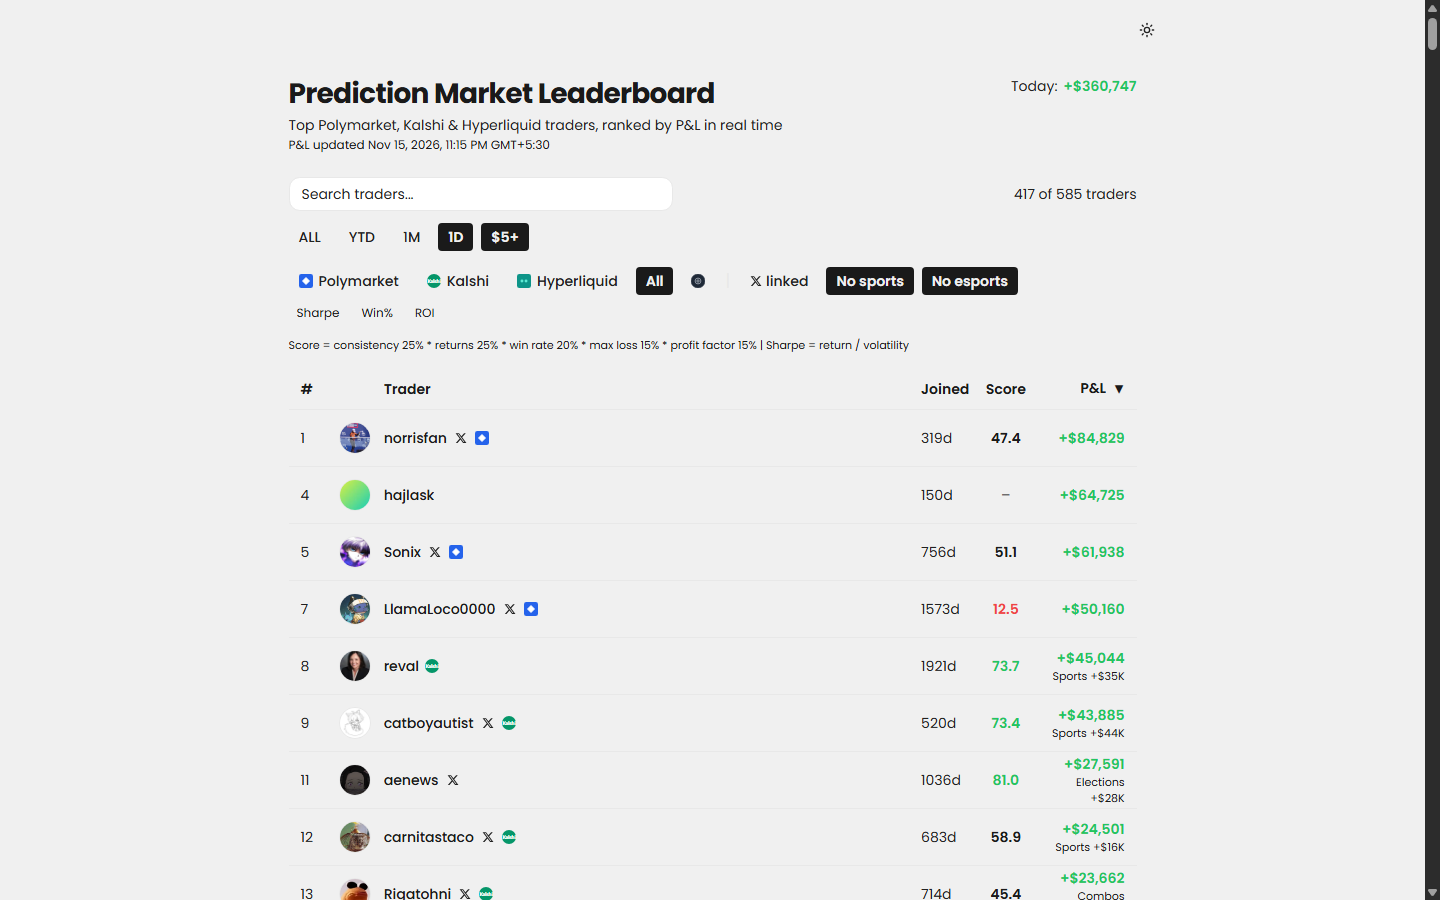 Prediction Market Leaderboard
Today: +$360,747
Top Polymarket, Kalshi & Hyperliquid traders, ranked by P&L in real time
P&L updated Nov 15, 2026, 11:15 PM GMT+5:30
Search traders...
417 of 585 traders
ALL YTD 1M 1D $5+
Polymarket Kalshi Hyperliquid All X linked No sports No esports
Sharpe Win% ROI
Score = consistency 25% * returns 25% * win rate 20% * max loss 15% * profit factor 15% | Sharpe = return / volatility
# Trader Joined Score P&L ▼
1 norrisfan 319d 47.4 +$84,829
4 hajlask 150d – +$64,725
5 Sonix 756d 51.1 +$61,938
7 LlamaLoco0000 1573d 12.5 +$50,160
8 reval 1921d 73.7 +$45,044
Sports +$35K
9 catboyautist 520d 73.4 +$43,885
Sports +$44K
11 aenews 1036d 81.0 +$27,591
Elections
+$28K
12 carnitastaco 683d 58.9 +$24,501
Sports +$16K
13 Rigatohni 714d 45.4 +$23,662
Combos